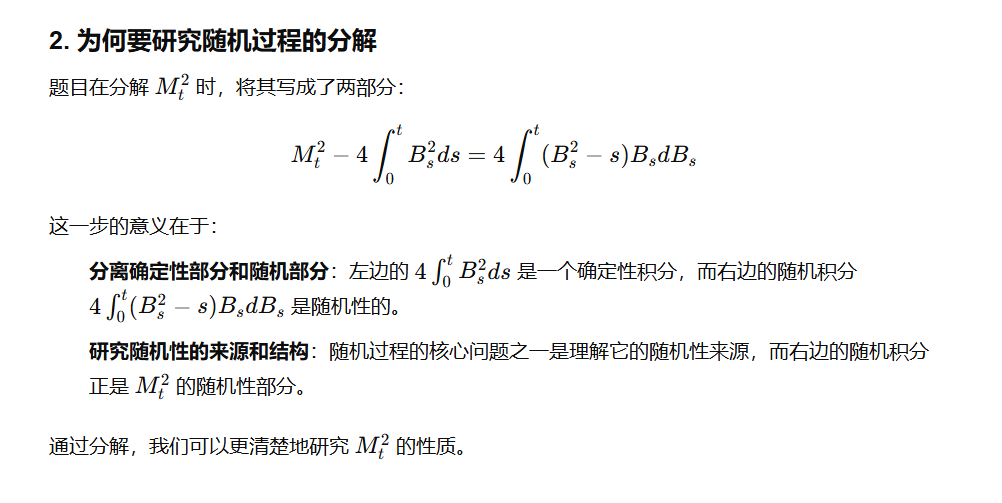 2. 为何要研究随机过程的分解
题目在分解 $M_t^2$ 时，将其写成了两部分：
$$M_t^2 - 4\int_0^t B_s^2 ds = 4\int_0^t (B_s^2 - s)B_s dB_s$$
这一步的意义在于：
分离确定性部分和随机部分：左边的 $4\int_0^t B_s^2 ds$ 是一个确定性积分，而右边的随机积分
$4\int_0^t (B_s^2 - s)B_s dB_s$ 是随机性的。
研究随机性的来源和结构：随机过程的核心问题之一是理解它的随机性来源，而右边的随机积分
正是 $M_t^2$ 的随机性部分。
通过分解，我们可以更清楚地研究 $M_t^2$ 的性质。